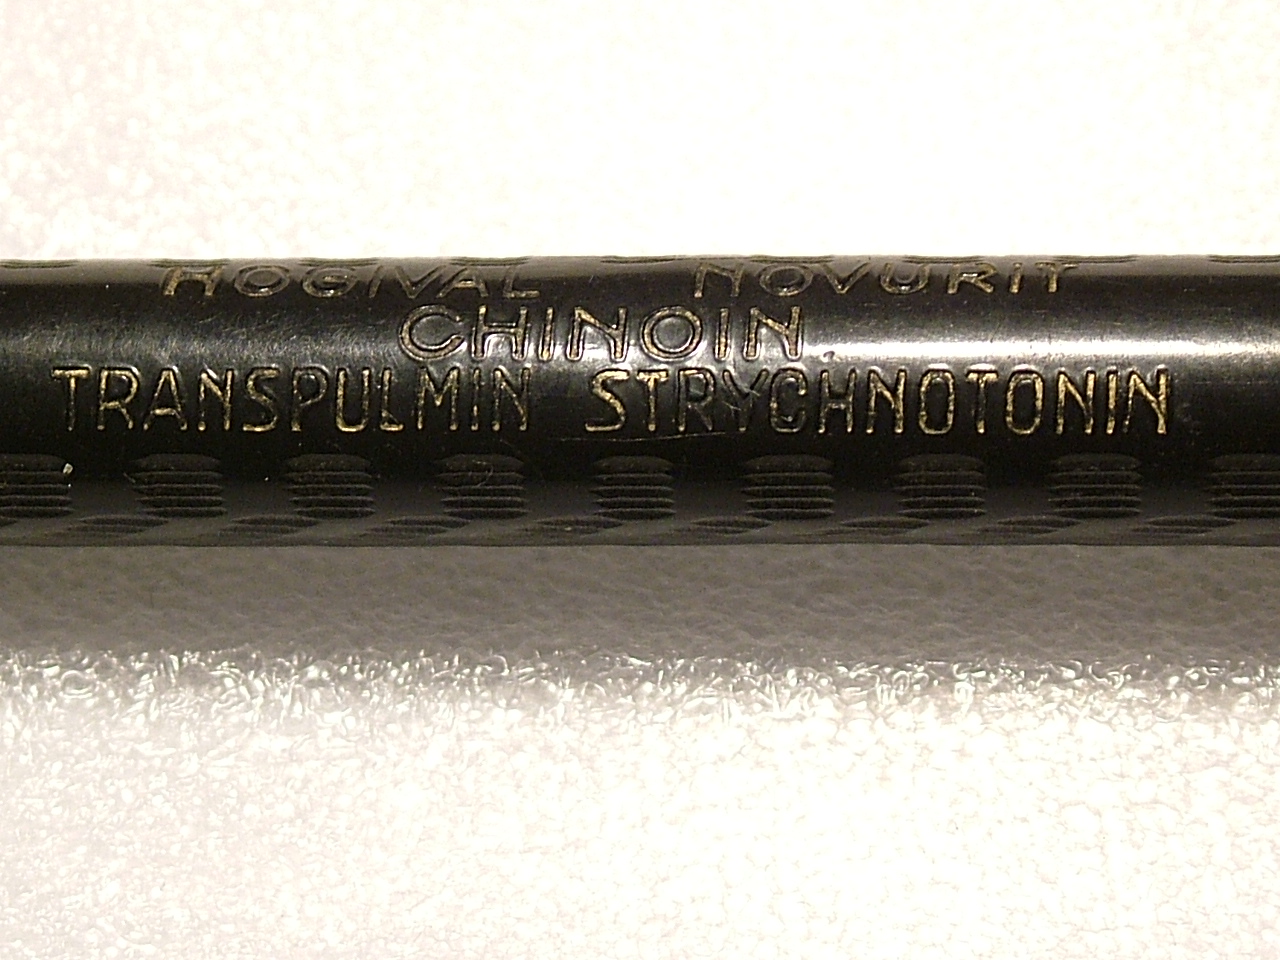 HOGIVAL NOVURIT
CHINOIN
TRANSPULMIN STRYCHNOTONIN